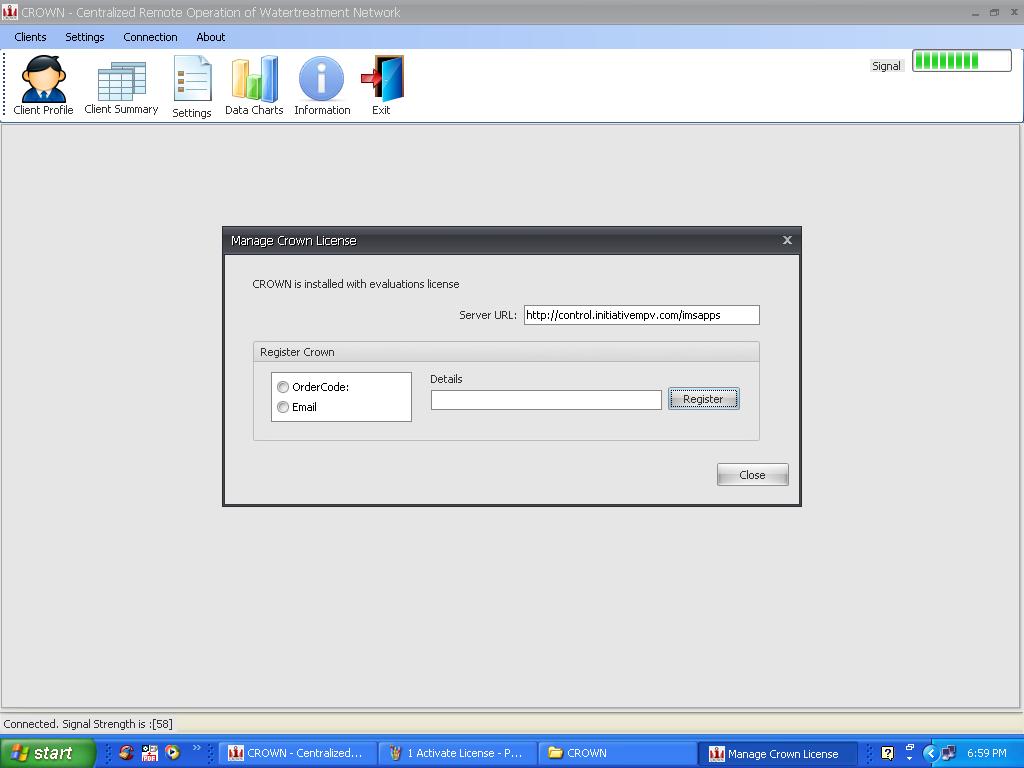 CROWN - Centralized Remote Operation of Watertreatment Network
Clients Settings Connection About
Client Profile Client Summary Settings Data Charts Information Exit
Signal
Manage Crown License
CROWN is installed with evaluations license
Server URL: http://control.initiativempv.com/imsapps
Register Crown
OrderCode:
Email
Details
Register
Close
Connected. Signal Strength is :[58]
start CROWN - Centralized... 1 Activate License - P... CROWN Manage Crown License 6:59 PM